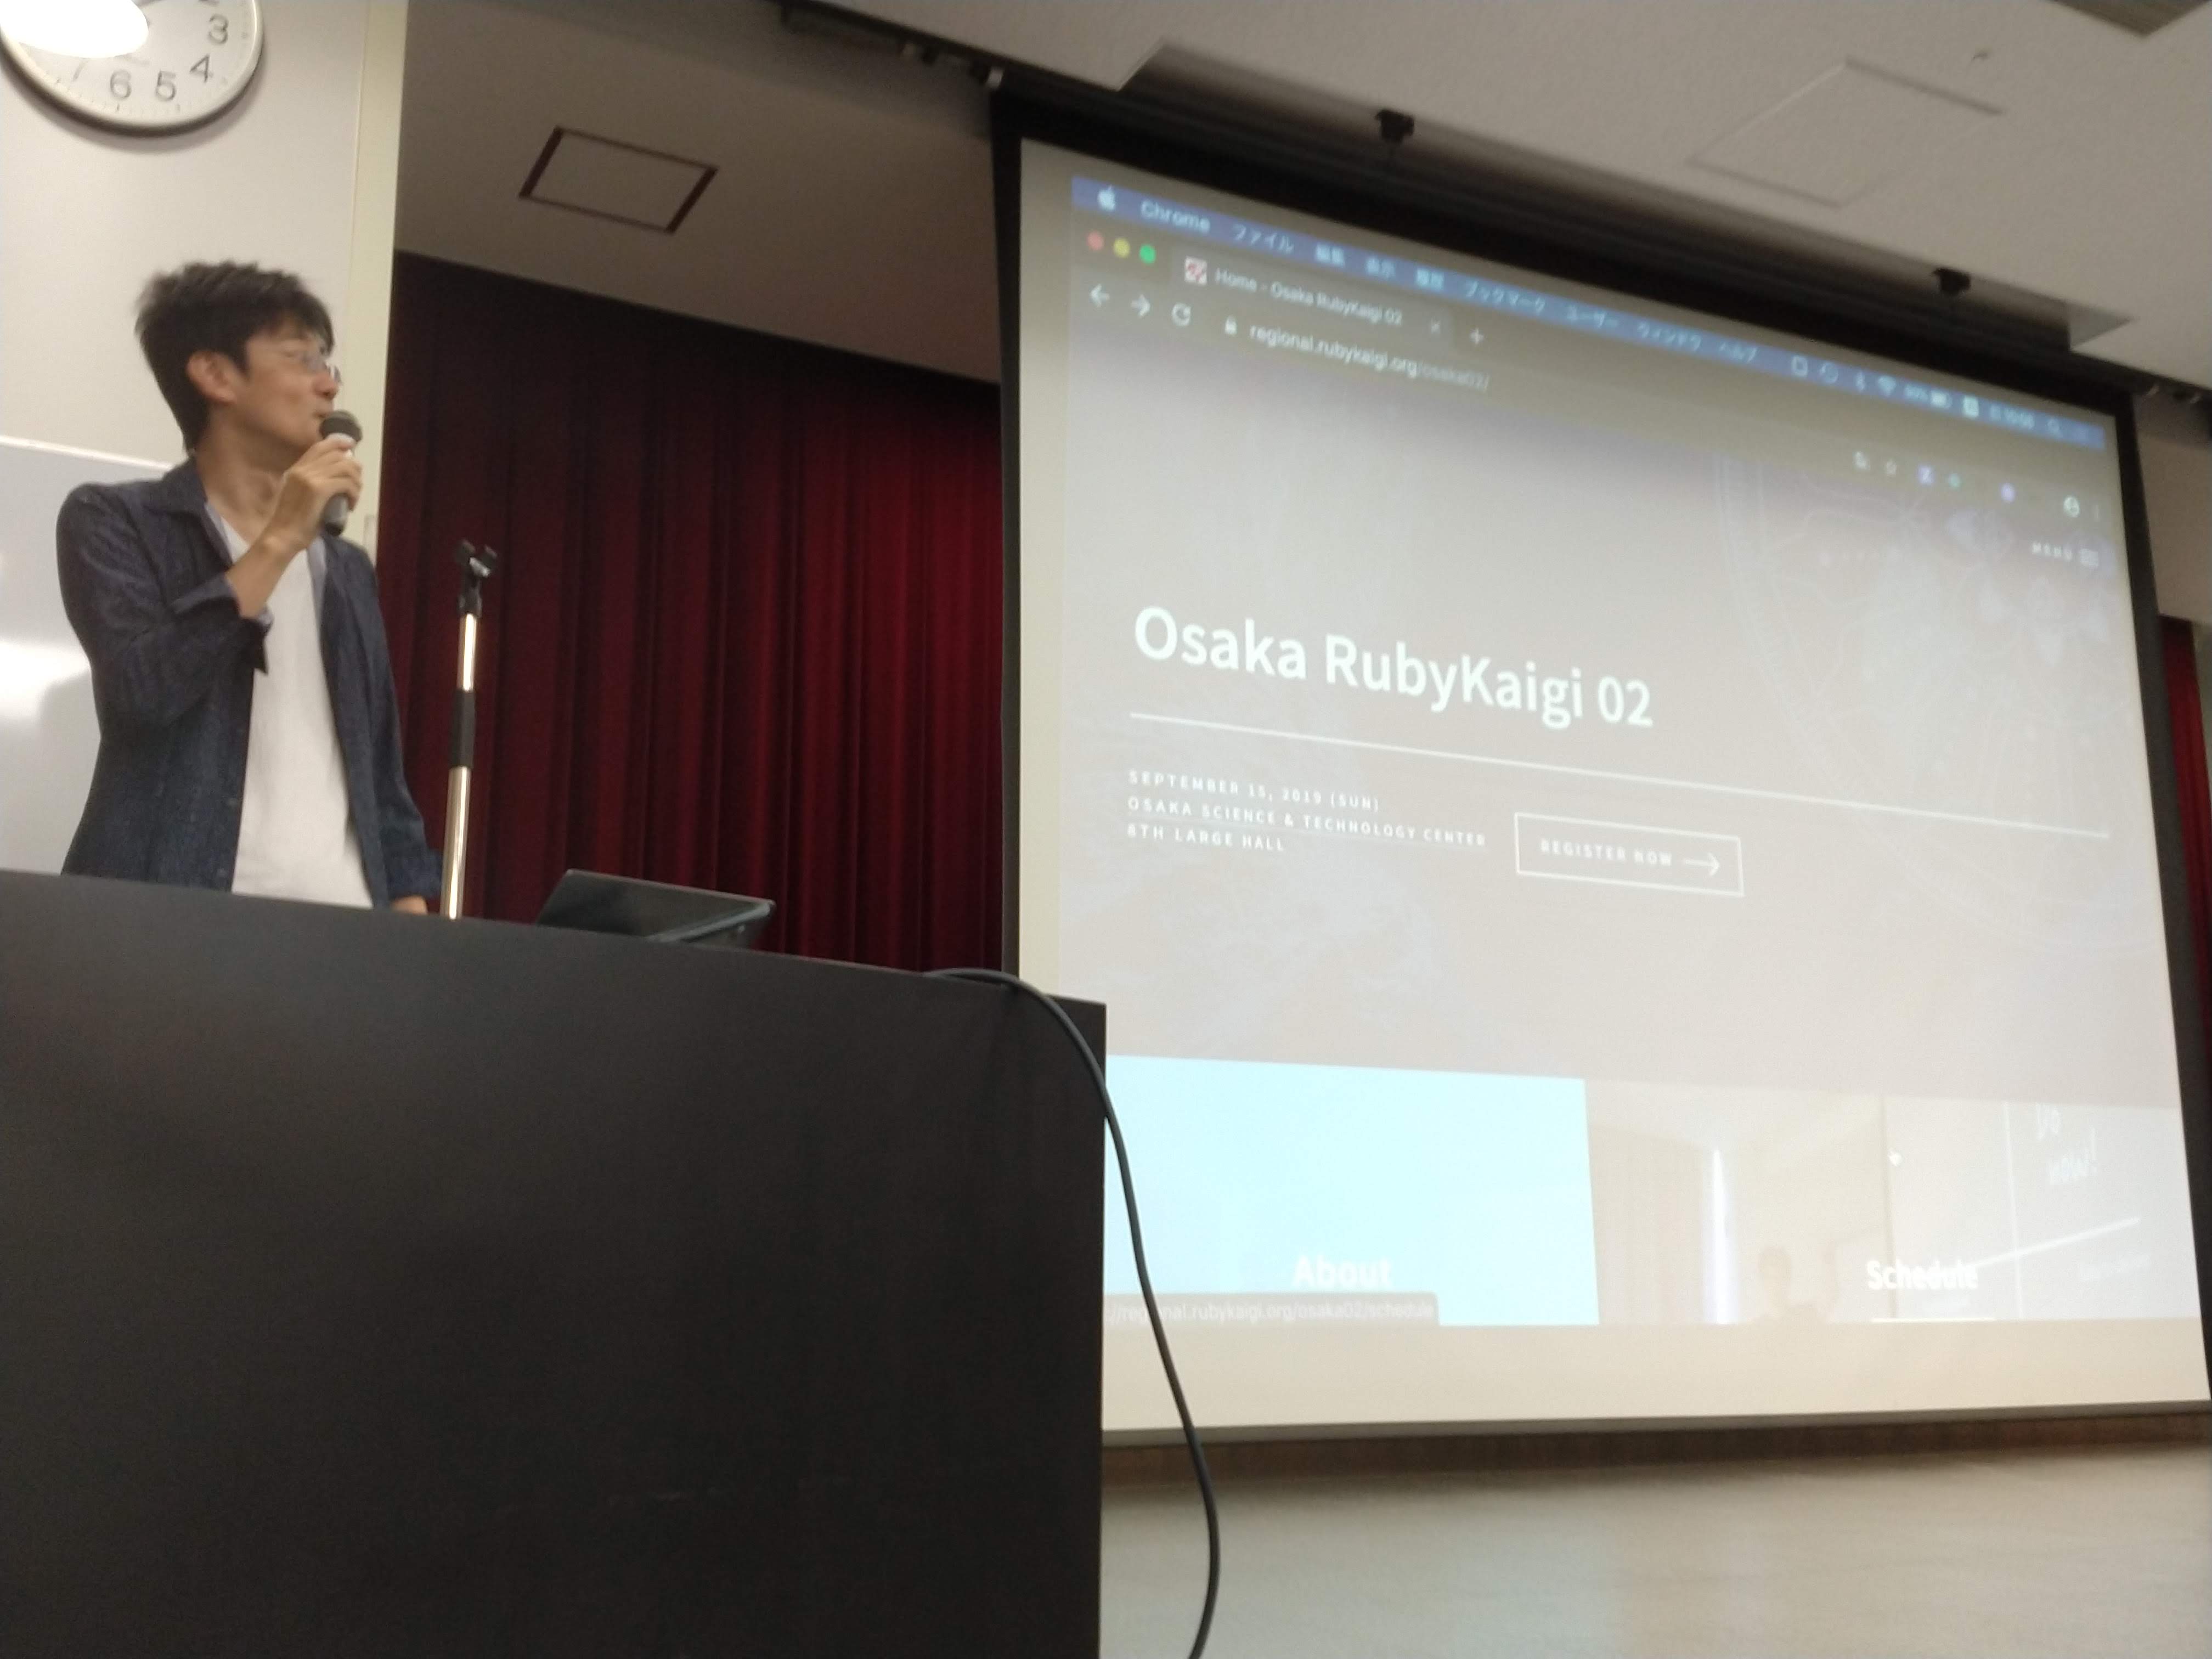 3
4
5
6
Chrome ファイル 編集 表示 履歴 ブックマーク ユーザー ウィンドウ ヘルプ
Home - Osaka RubyKaigi 02
regional.rubykaigi.org/osaka02/
MENU
Osaka RubyKaigi 02
SEPTEMBER 15, 2019 (SUN)
OSAKA SCIENCE & TECHNOLOGY CENTER
8TH LARGE HALL
REGISTER NOW
Do
now!
About
Schedule
regional.rubykaigi.org/osaka02/schedule